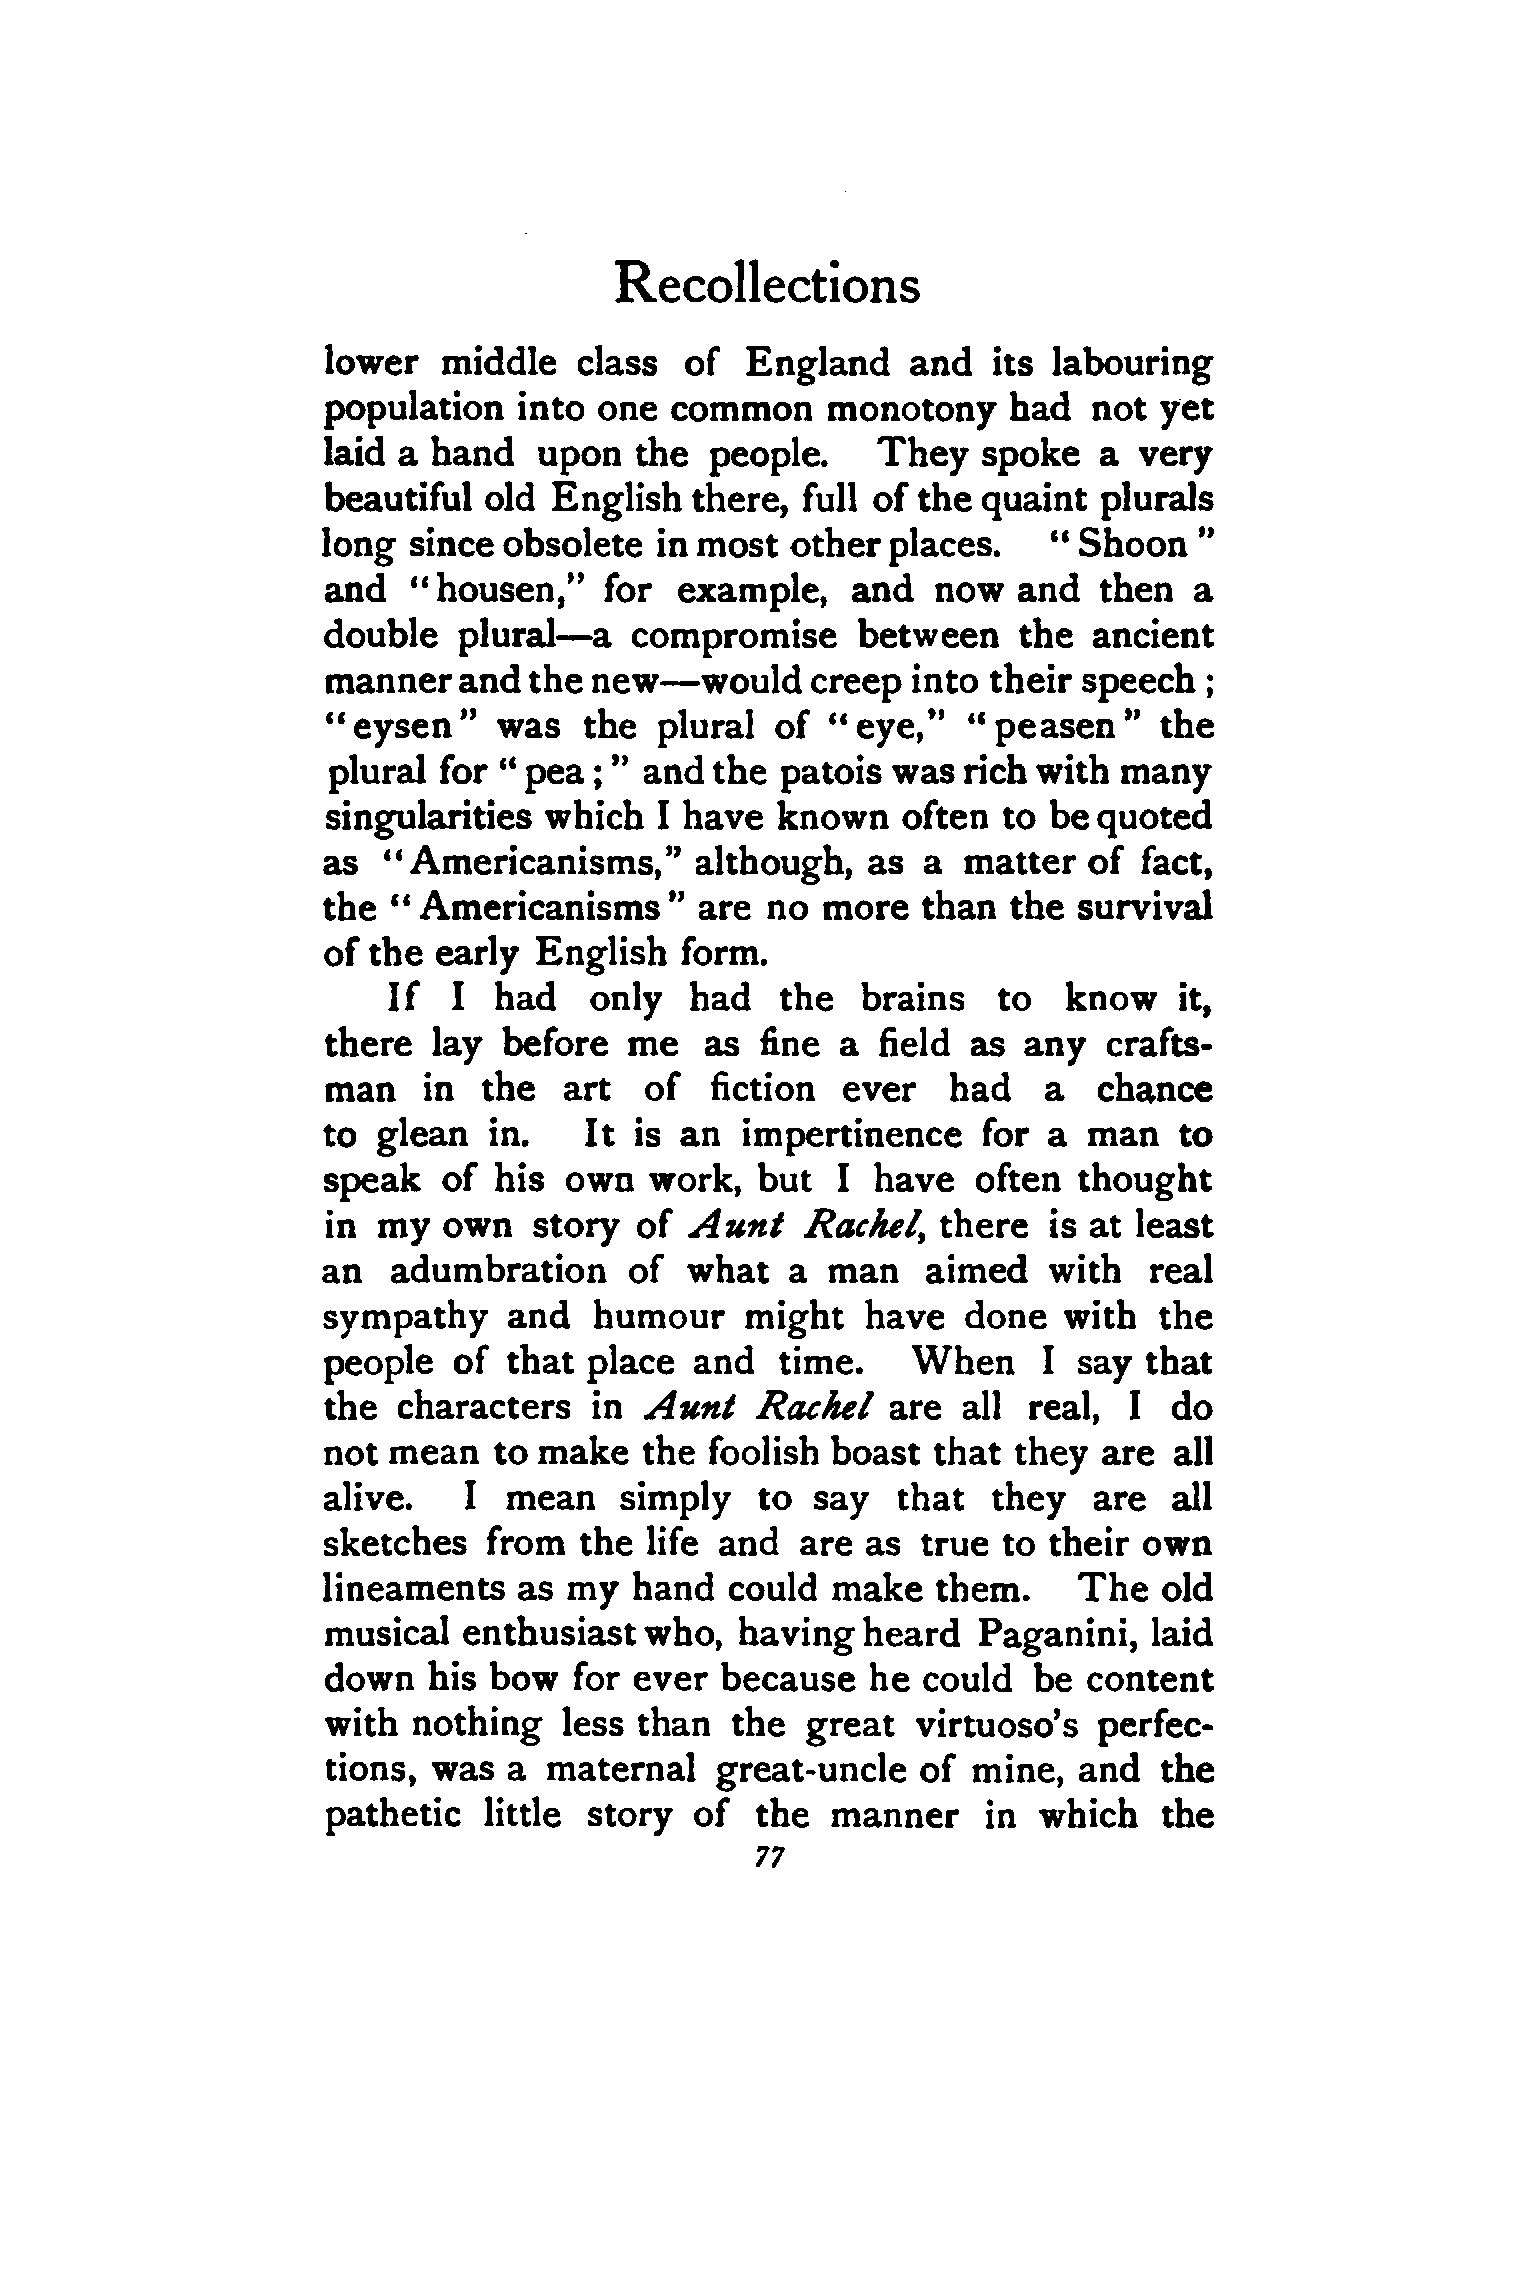 Recollections
lower middle class of England and its labouring
population into one common monotony had not yet
laid a hand upon the people. They spoke a very
beautiful old English there, full of the quaint plurals
long since obsolete in most other places. "Shoon"
and "housen," for example, and now and then a
double plural—a compromise between the ancient
manner and the new—would creep into their speech;
"eysen" was the plural of "eye," "peasen" the
plural for "pea;" and the patois was rich with many
singularities which I have known often to be quoted
as "Americanisms," although, as a matter of fact,
the "Americanisms" are no more than the survival
of the early English form.
If I had only had the brains to know it,
there lay before me as fine a field as any crafts-
man in the art of fiction ever had a chance
to glean in. It is an impertinence for a man to
speak of his own work, but I have often thought
in my own story of Aunt Rachel, there is at least
an adumbration of what a man aimed with real
sympathy and humour might have done with the
people of that place and time. When I say that
the characters in Aunt Rachel are all real, I do
not mean to make the foolish boast that they are all
alive. I mean simply to say that they are all
sketches from the life and are as true to their own
lineaments as my hand could make them. The old
musical enthusiast who, having heard Paganini, laid
down his bow for ever because he could be content
with nothing less than the great virtuoso's perfec-
tions, was a maternal great-uncle of mine, and the
pathetic little story of the manner in which the
77